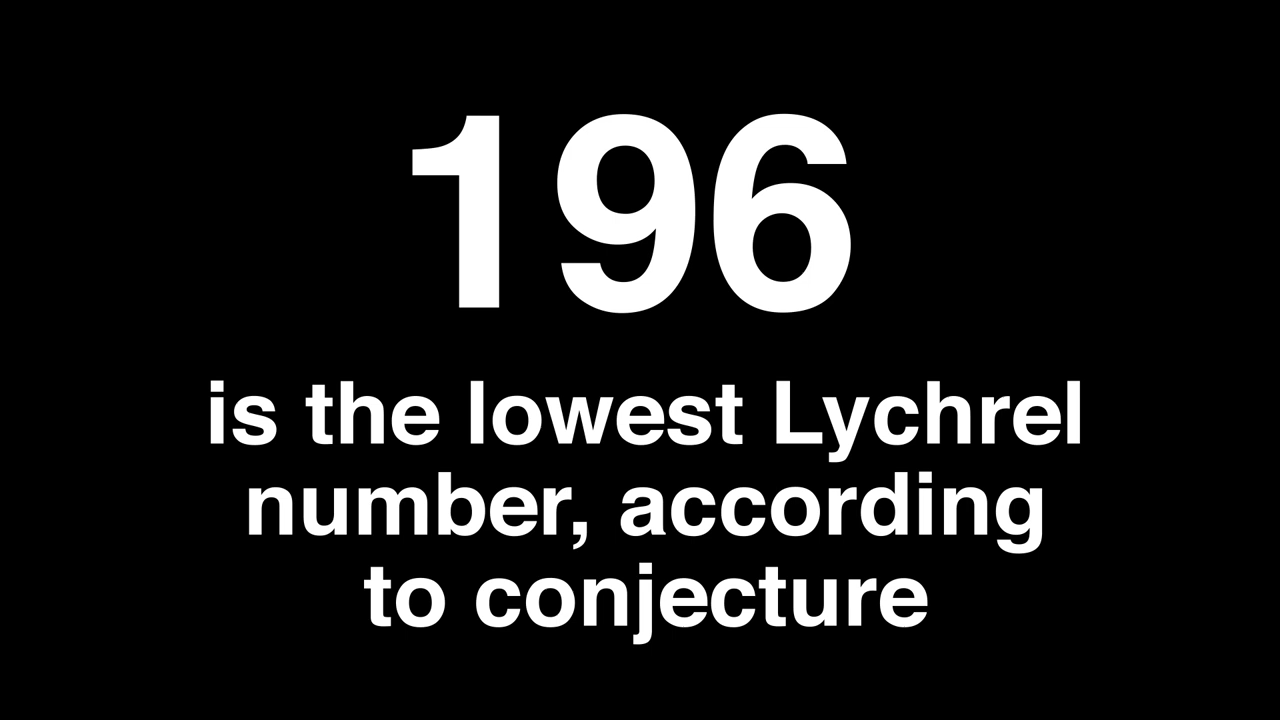 196
is the lowest Lychrel
number, according
to conjecture